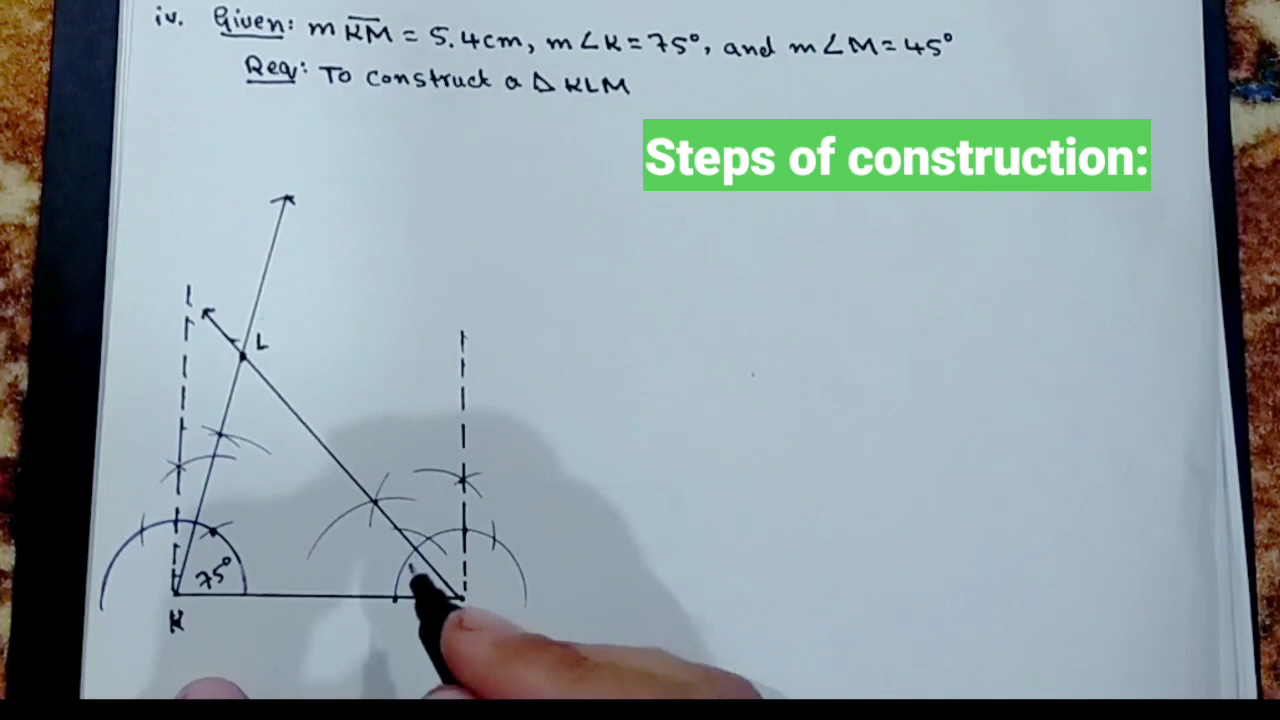 iv. Given: m KM = 5.4cm, m∠K = 75°, and m∠M = 45°
Req: To construct a △ KLM
Steps of construction:
L
75°
K